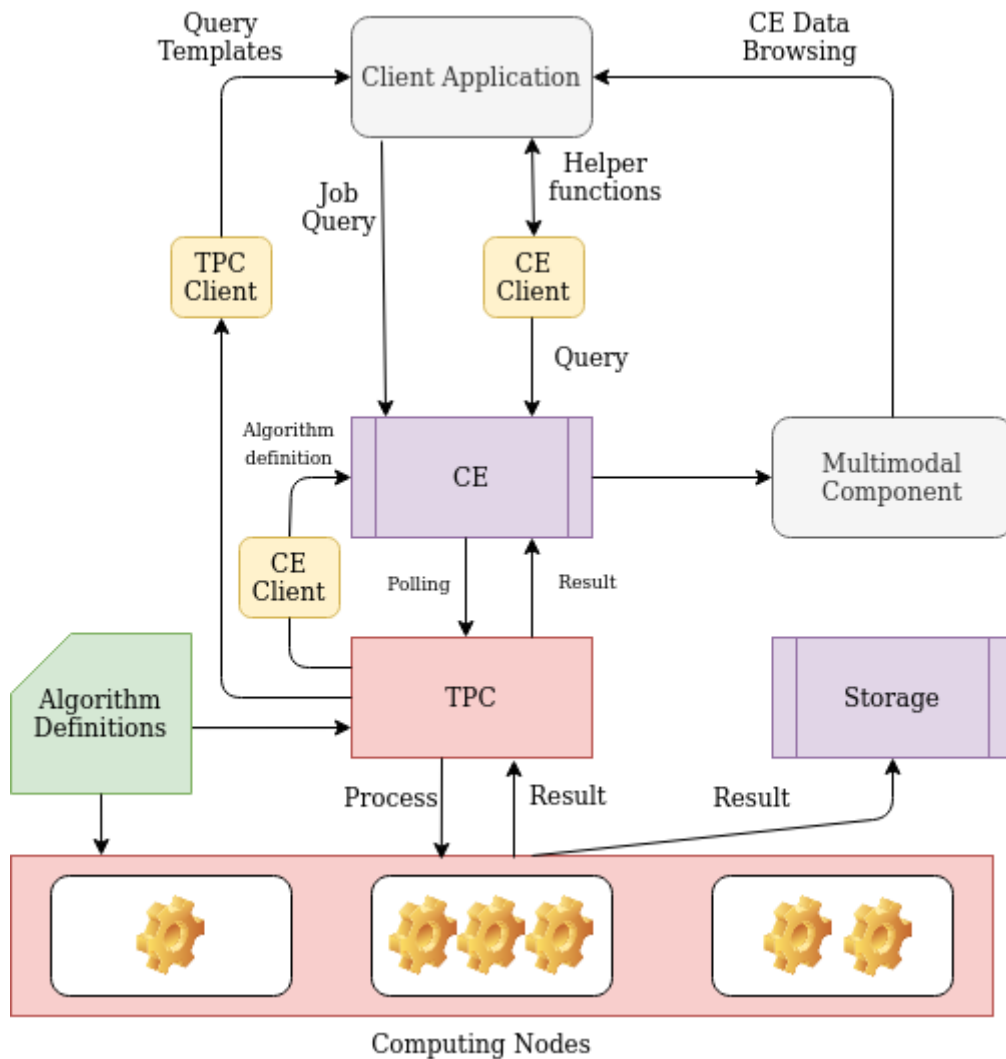 Query
Templates
CE Data
Browsing
Client Application
Job
Query
Helper
functions
TPC
Client
CE
Client
Query
Algorithm
definition
CE
Multimodal
Component
CE
Client
Polling
Result
Algorithm
Definitions
TPC
Storage
Process
Result
Result
Computing Nodes